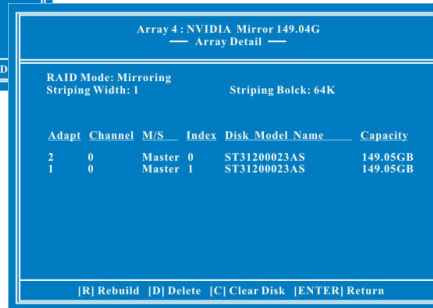 Array 4 : NVIDIA Mirror 149.04G
— Array Detail —
D
RAID Mode: Mirroring
Striping Width: 1 Striping Bolck: 64K
Adapt Channel M/S Index Disk Model Name Capacity
2 0 Master 0 ST31200023AS 149.05GB
1 0 Master 1 ST31200023AS 149.05GB
[R] Rebuild [D] Delete [C] Clear Disk [ENTER] Return